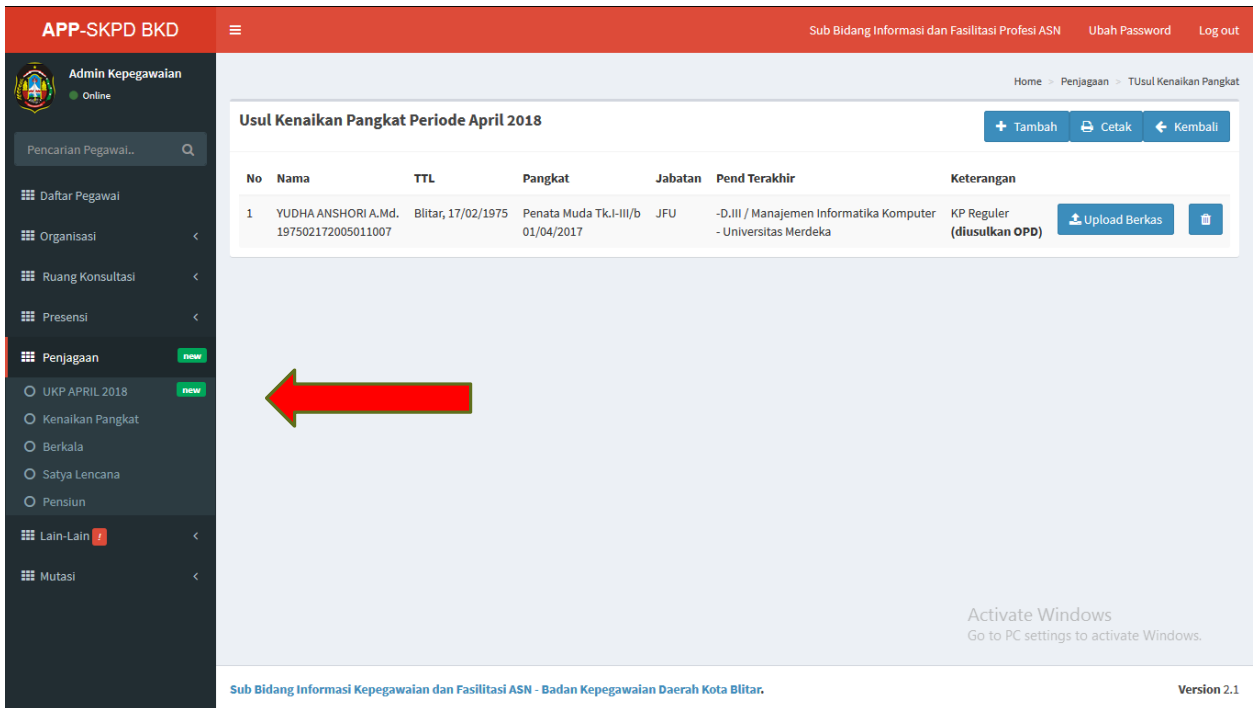 APP-SKPD BKD
Sub Bidang Informasi dan Fasilitasi Profesi ASN Ubah Password Log out
Admin Kepegawaian
Online
Home > Penjagaan > TUsul Kenaikan Pangkat
Usul Kenaikan Pangkat Periode April 2018
Tambah Cetak Kembali
Pencarian Pegawai..
No Nama TTL Pangkat Jabatan Pend Terakhir Keterangan
1 YUDHA ANSHORI A.Md. Blitar, 17/02/1975 Penata Muda Tk.I-III/b JFU -D.III / Manajemen Informatika Komputer KP Reguler Upload Berkas
197502172005011007 01/04/2017 - Universitas Merdeka (diusulkan OPD)
Daftar Pegawai
Organisasi
Ruang Konsultasi
Presensi
Penjagaan new
UKP APRIL 2018 new
Kenaikan Pangkat
Berkala
Satya Lencana
Pensiun
Lain-Lain !
Mutasi
Activate Windows
Go to PC settings to activate Windows.
Sub Bidang Informasi Kepegawaian dan Fasilitasi ASN - Badan Kepegawaian Daerah Kota Blitar. Version 2.1